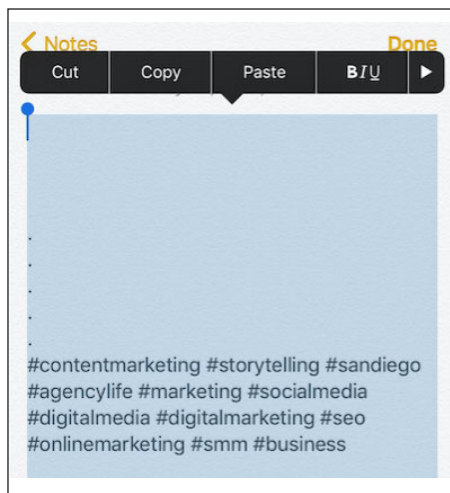 Notes
Done
Cut Copy Paste BIU
.
.
.
.
.
#contentmarketing #storytelling #sandiego
#agencylife #marketing #socialmedia
#digitalmedia #digitalmarketing #seo
#onlinemarketing #smm #business